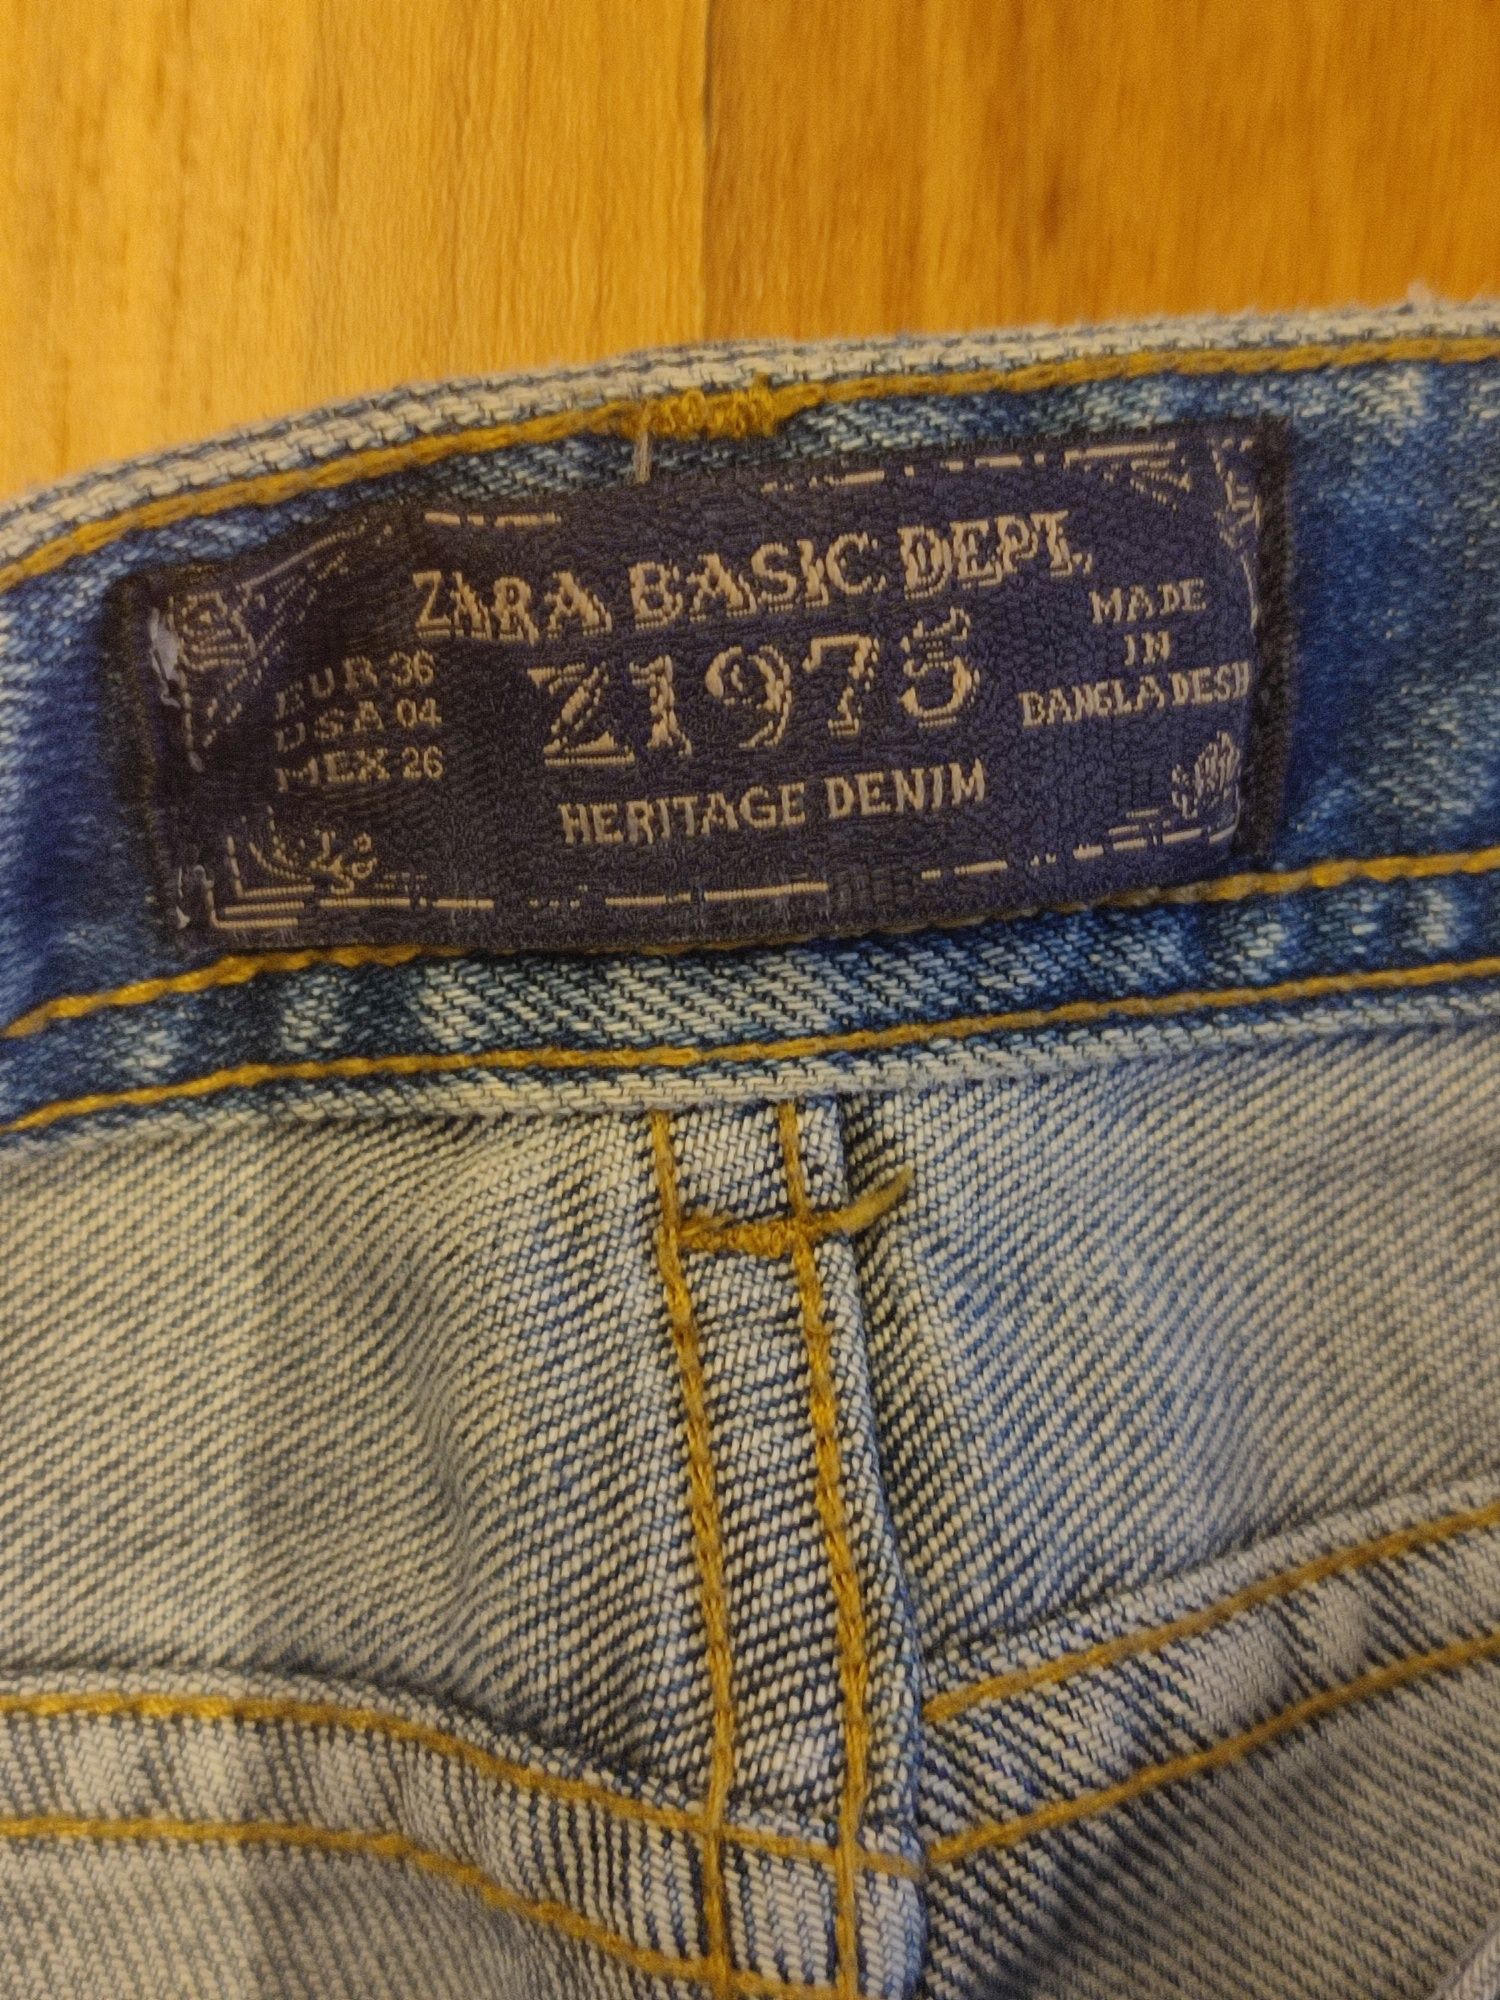 ZARA BASIC DEPT.
EUR 36
USA 04
MEX 26
Z1975
HERITAGE DENIM
MADE
IN
BANGLADESH